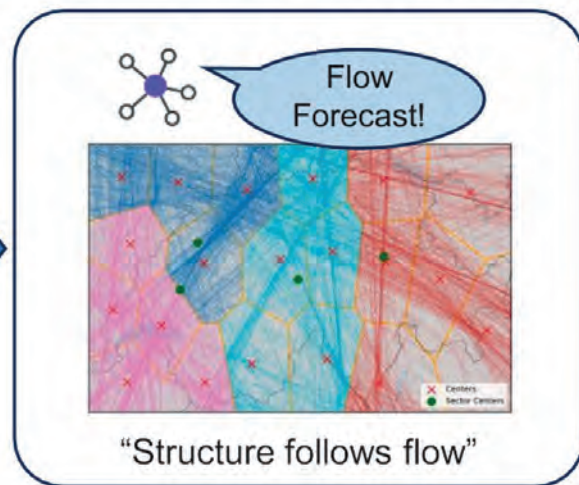 Flow
Forecast!
Centers
Sector Centers
“Structure follows flow”